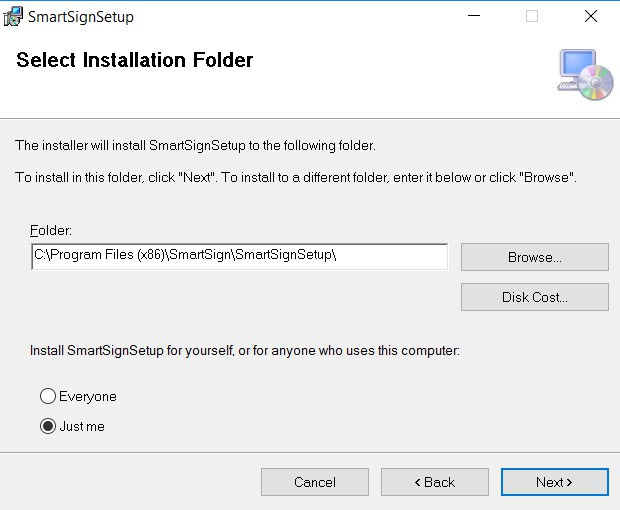 SmartSignSetup
Select Installation Folder
The installer will install SmartSignSetup to the following folder.
To install in this folder, click "Next". To install to a different folder, enter it below or click "Browse".
Folder:
C:\Program Files (x86)\SmartSign\SmartSignSetup\
Browse...
Disk Cost...
Install SmartSignSetup for yourself, or for anyone who uses this computer:
Everyone
Just me
Cancel
< Back
Next >